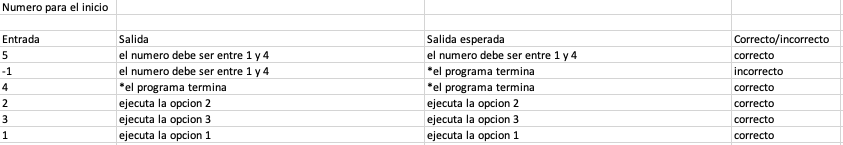 Numero para el inicio
Entrada Salida Salida esperada Correcto/incorrecto
5 el numero debe ser entre 1 y 4 el numero debe ser entre 1 y 4 correcto
-1 el numero debe ser entre 1 y 4 *el programa termina incorrecto
4 *el programa termina *el programa termina correcto
2 ejecuta la opcion 2 ejecuta la opcion 2 correcto
3 ejecuta la opcion 3 ejecuta la opcion 3 correcto
1 ejecuta la opcion 1 ejecuta la opcion 1 correcto